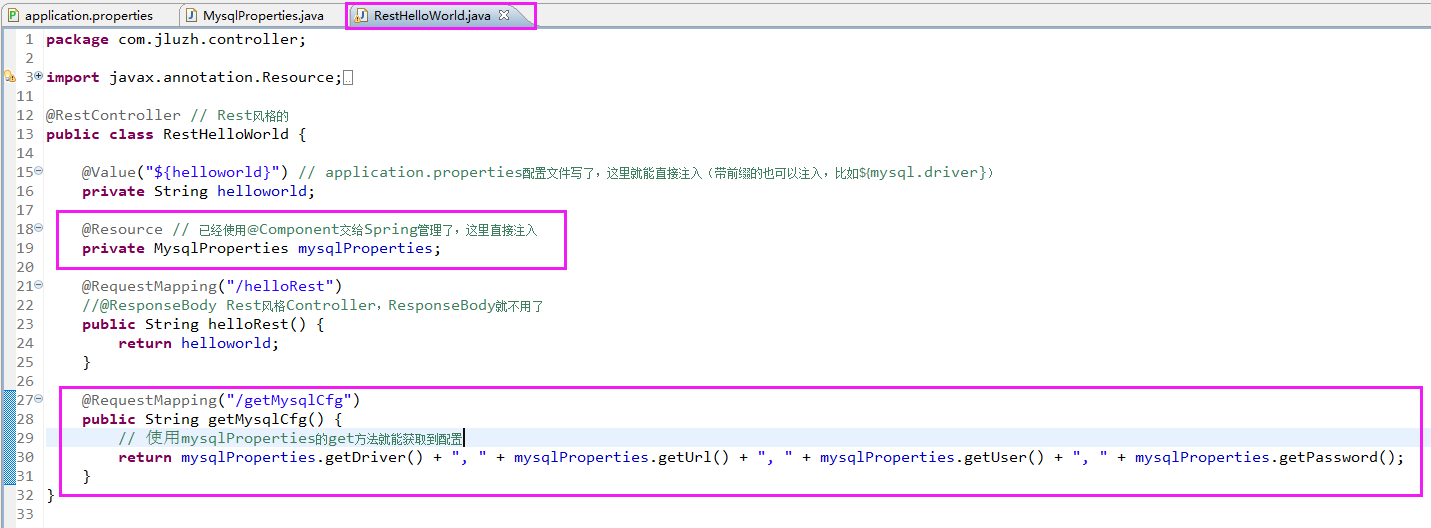 application.properties MysqlProperties.java RestHelloWorld.java
1 package com.jluzh.controller;
2
3 import javax.annotation.Resource;
11
12 @RestController // Rest风格的
13 public class RestHelloWorld {
14
15 @Value("${helloworld}") // application.properties配置文件写了，这里就能直接注入（带前缀的也可以注入，比如${mysql.driver}）
16 private String helloworld;
17
18 @Resource // 已经使用@Component交给Spring管理了，这里直接注入
19 private MysqlProperties mysqlProperties;
20
21 @RequestMapping("/helloRest")
22 //@ResponseBody Rest风格Controller，ResponseBody就不用了
23 public String helloRest() {
24 return helloworld;
25 }
26
27 @RequestMapping("/getMysqlCfg")
28 public String getMysqlCfg() {
29 // 使用mysqlProperties的get方法就能获取到配置
30 return mysqlProperties.getDriver() + ", " + mysqlProperties.getUrl() + ", " + mysqlProperties.getUser() + ", " + mysqlProperties.getPassword();
31 }
32 }
33